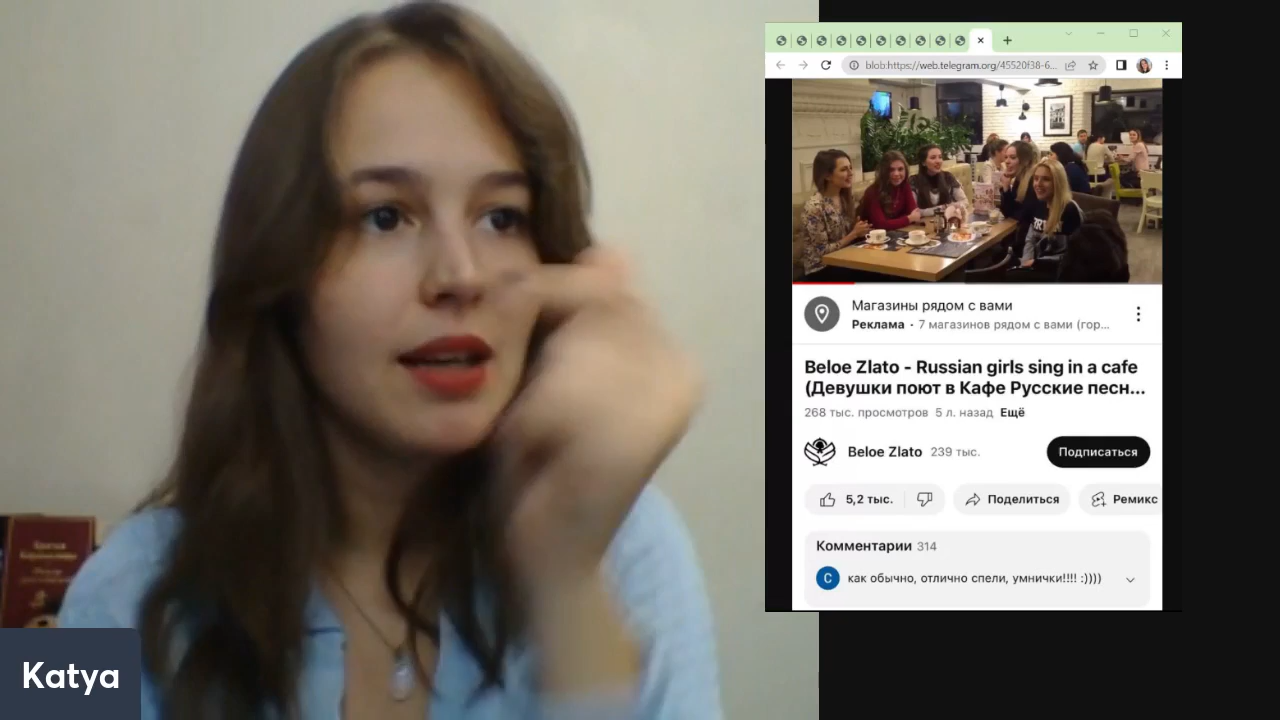 blob:https://web.telegram.org/45520f38-6...
Магазины рядом с вами
Реклама · 7 магазинов рядом с вами (гор...
Beloe Zlato - Russian girls sing in a cafe
(Девушки поют в Кафе Русские песн...
268 тыс. просмотров 5 л. назад Ещё
Beloe Zlato 239 тыс.
Подписаться
5,2 тыс.
Поделиться
Ремикс
Комментарии 314
C
как обычно, отлично спели, умнички!!!! :))))
Katya